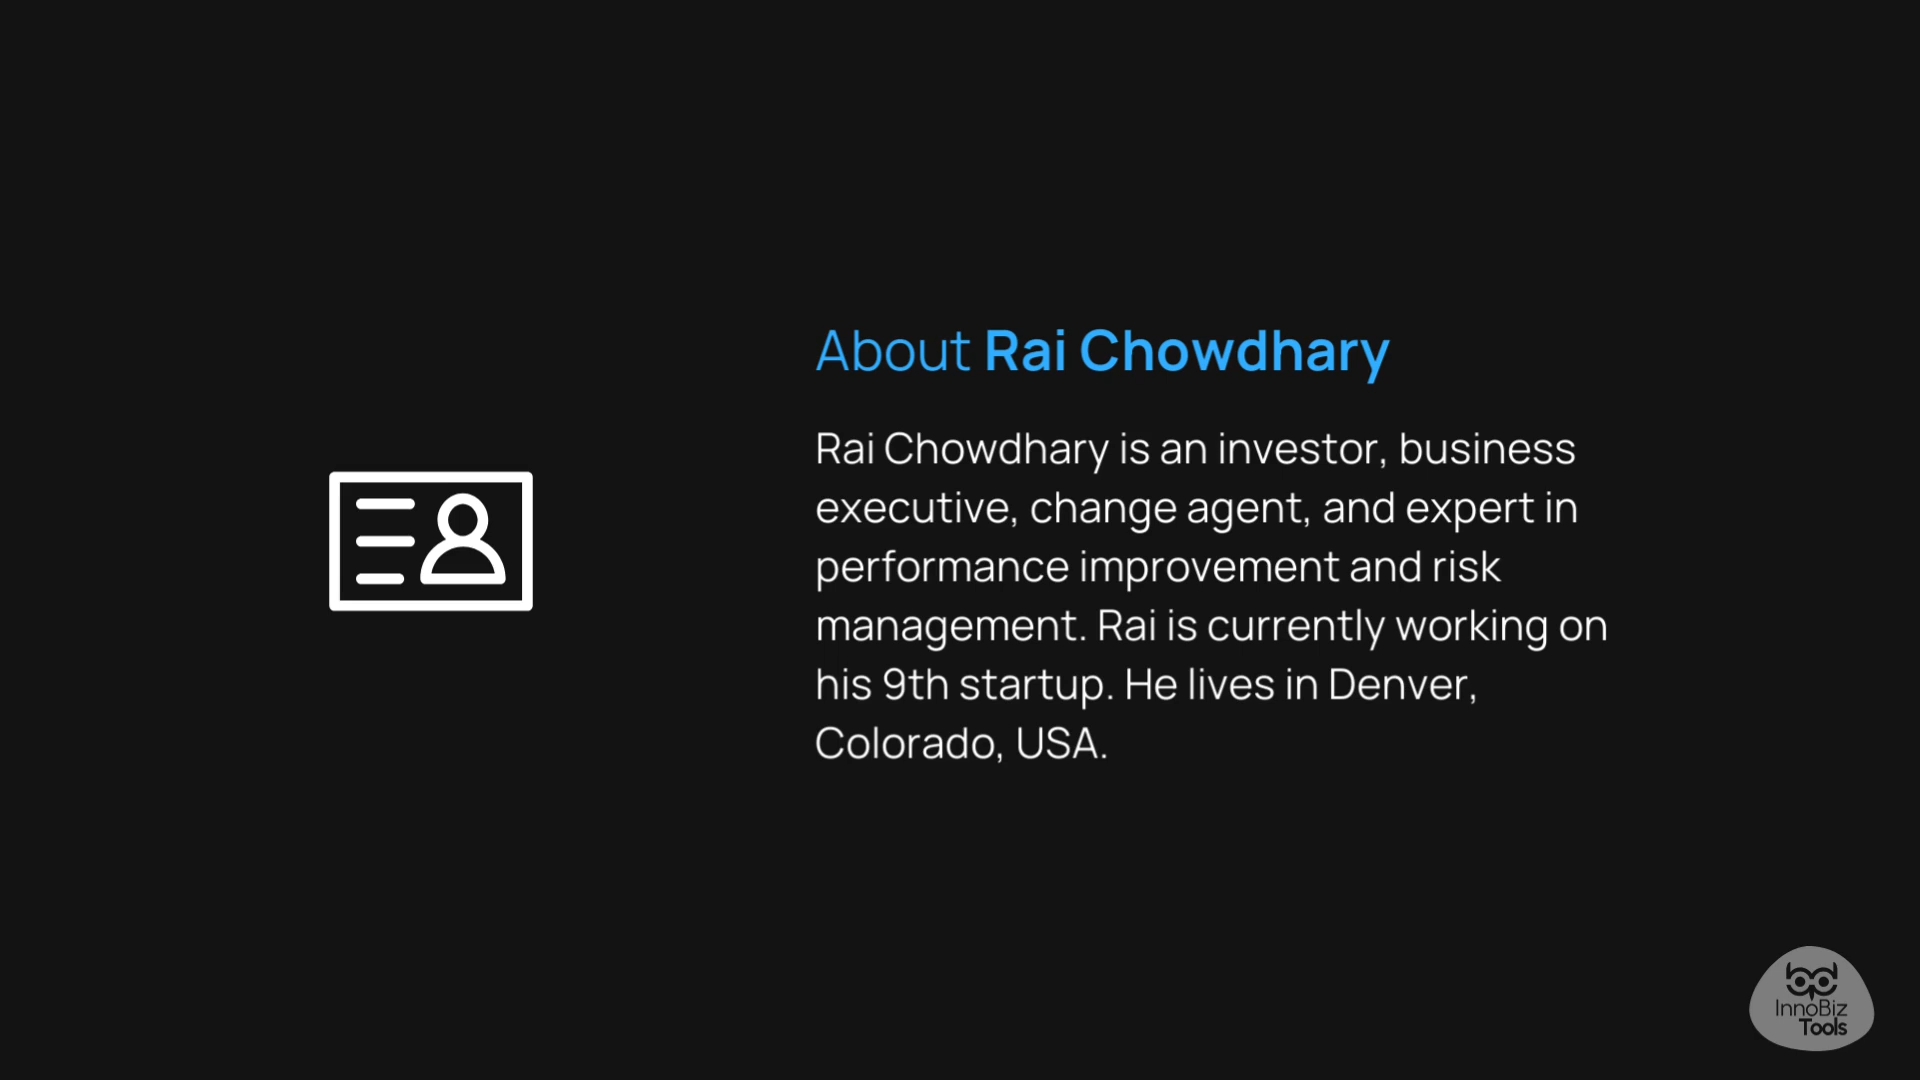 About Rai Chowdhary
Rai Chowdhary is an investor, business
executive, change agent, and expert in
performance improvement and risk
management. Rai is currently working on
his 9th startup. He lives in Denver,
Colorado, USA.
InnoBiz
Tools